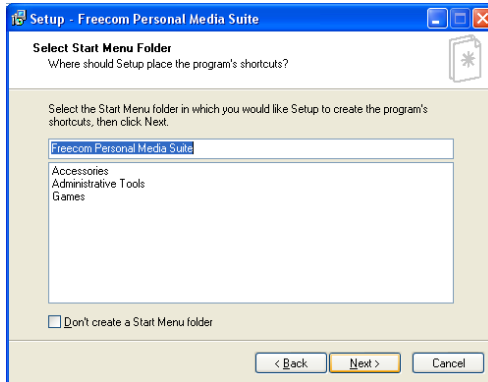 Setup - Freecom Personal Media Suite
Select Start Menu Folder
Where should Setup place the program's shortcuts?
Select the Start Menu folder in which you would like Setup to create the program's
shortcuts, then click Next.
Freecom Personal Media Suite
Accessories
Administrative Tools
Games
Don't create a Start Menu folder
< Back
Next >
Cancel